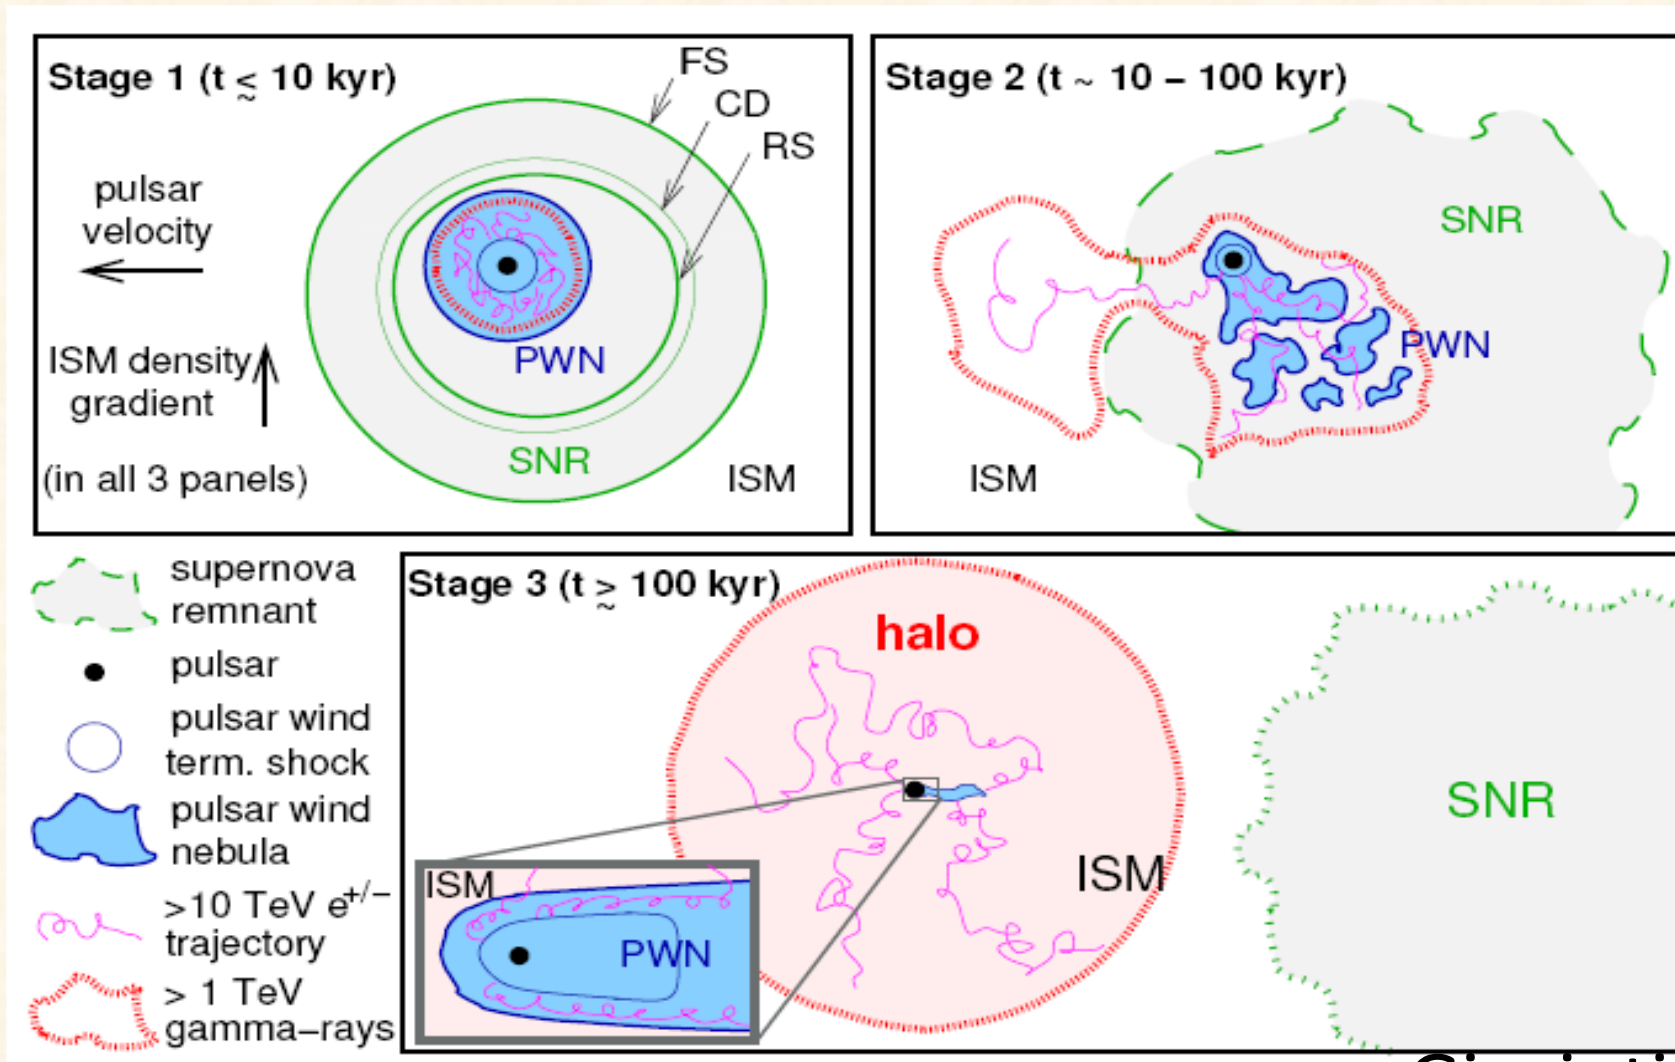 Stage 1 (t ≲ 10 kyr)
FS
CD
RS
pulsar
velocity
ISM density
gradient
(in all 3 panels)
PWN
SNR
ISM
Stage 2 (t ~ 10 – 100 kyr)
SNR
PWN
ISM
supernova
remnant
pulsar
pulsar wind
term. shock
pulsar wind
nebula
>10 TeV e+/−
trajectory
> 1 TeV
gamma–rays
Stage 3 (t ≳ 100 kyr)
halo
ISM
SNR
ISM
PWN